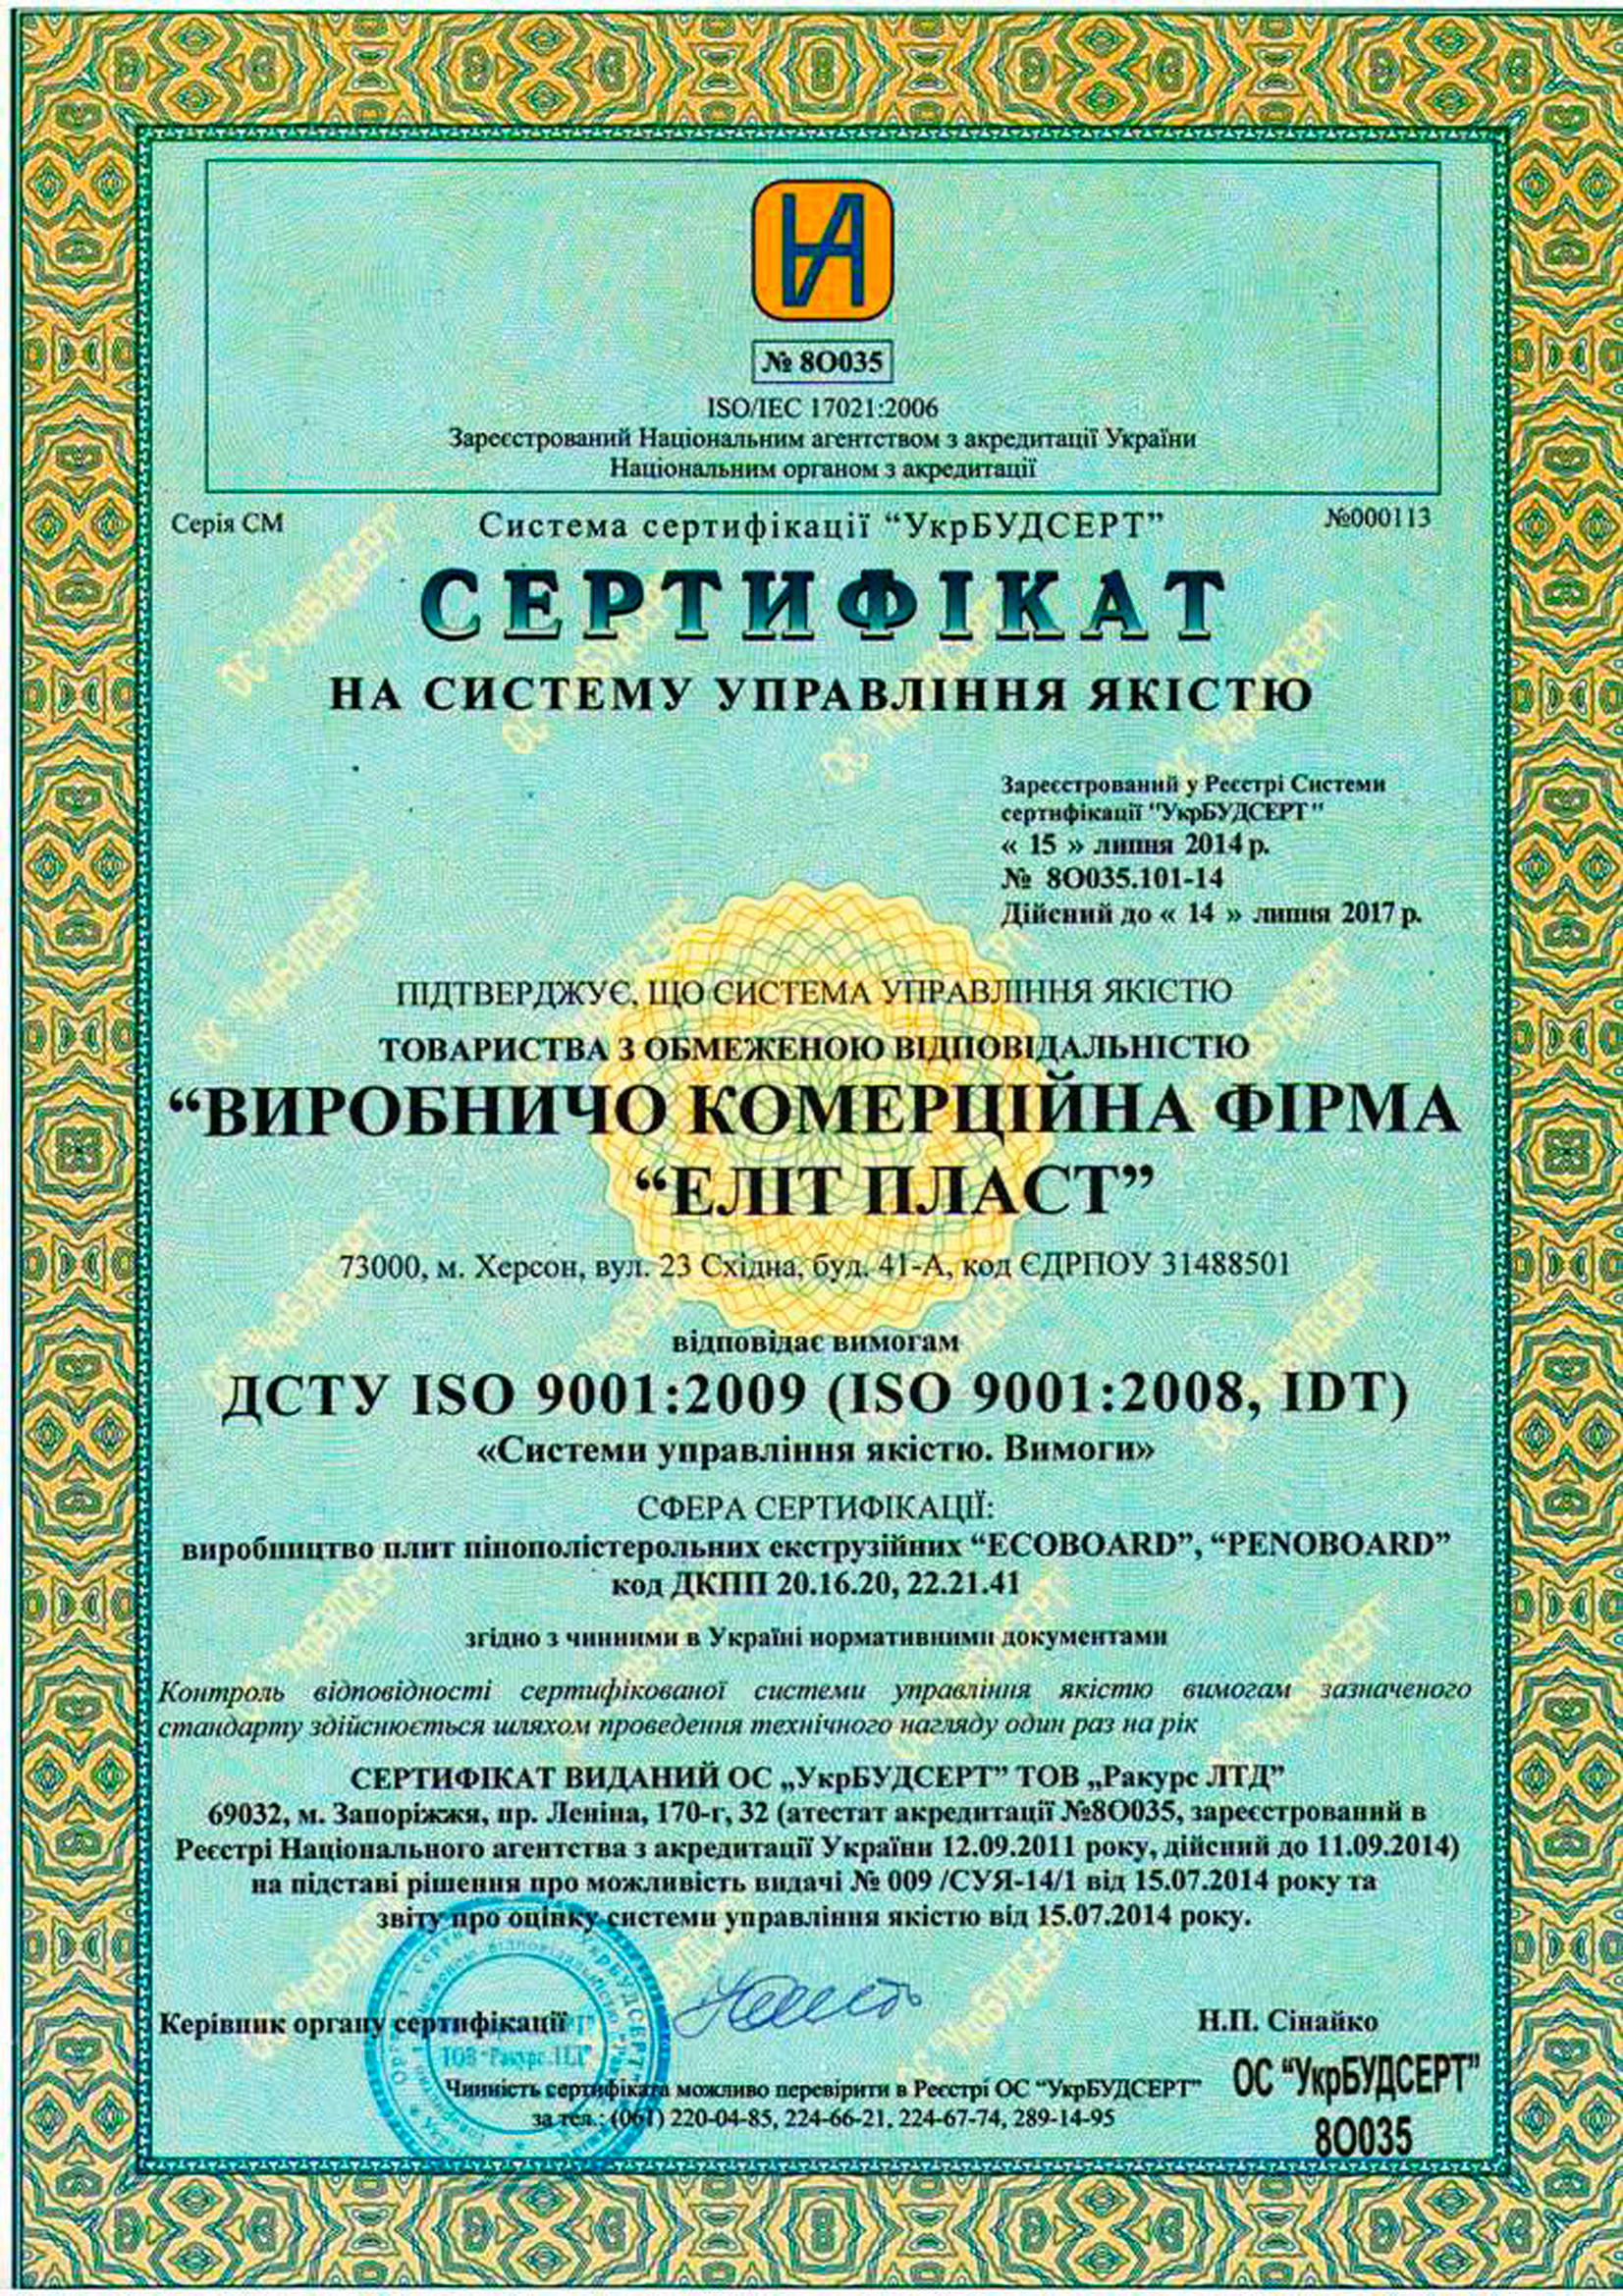 № 8О035
ISO/IEC 17021:2006
Зареєстрований Національним агентством з акредитації України
Національним органом з акредитації
Серія СМ
Система сертифікації “УкрБУДСЕРТ”
№000113
СЕРТИФІКАТ
НА СИСТЕМУ УПРАВЛІННЯ ЯКІСТЮ
Зареєстрований у Реєстрі Системи
сертифікації "УкрБУДСЕРТ"
« 15 » липня 2014 р.
№ 8О035.101-14
Дійсний до « 14 » липня 2017 р.
ПІДТВЕРДЖУЄ, ЩО СИСТЕМА УПРАВЛІННЯ ЯКІСТЮ
ТОВАРИСТВА З ОБМЕЖЕНОЮ ВІДПОВІДАЛЬНІСТЮ
“ВИРОБНИЧО КОМЕРЦІЙНА ФІРМА
“ЕЛІТ ПЛАСТ”
73000, м. Херсон, вул. 23 Східна, буд. 41-А, код ЄДРПОУ 31488501
відповідає вимогам
ДСТУ ISO 9001:2009 (ISO 9001:2008, IDT)
«Системи управління якістю. Вимоги»
СФЕРА СЕРТИФІКАЦІЇ:
виробництво плит пінополістерольних екструзійних “ECOBOARD”, “PENOBOARD”
код ДКПП 20.16.20, 22.21.41
згідно з чинними в Україні нормативними документами
Контроль відповідності сертифікованої системи управління якістю вимогам зазначеного
стандарту здійснюється шляхом проведення технічного нагляду один раз на рік
СЕРТИФІКАТ ВИДАНИЙ ОС „УкрБУДСЕРТ” ТОВ „Ракурс ЛТД”
69032, м. Запоріжжя, пр. Леніна, 170-г, 32 (атестат акредитації №8О035, зареєстрований в
Реєстрі Національного агентства з акредитації України 12.09.2011 року, дійсний до 11.09.2014)
на підставі рішення про можливість видачі № 009 /СУЯ-14/1 від 15.07.2014 року та
звіту про оцінку системи управління якістю від 15.07.2014 року.
Керівник органу сертифікації
Н.П. Сінайко
ТОВ "Ракурс ЛТД"
Чинність сертифіката можливо перевірити в Реєстрі ОС “УкрБУДСЕРТ”
за тел.: (061) 220-04-85, 224-66-21, 224-67-74, 289-14-95
ОС “УкрБУДСЕРТ”
8О035